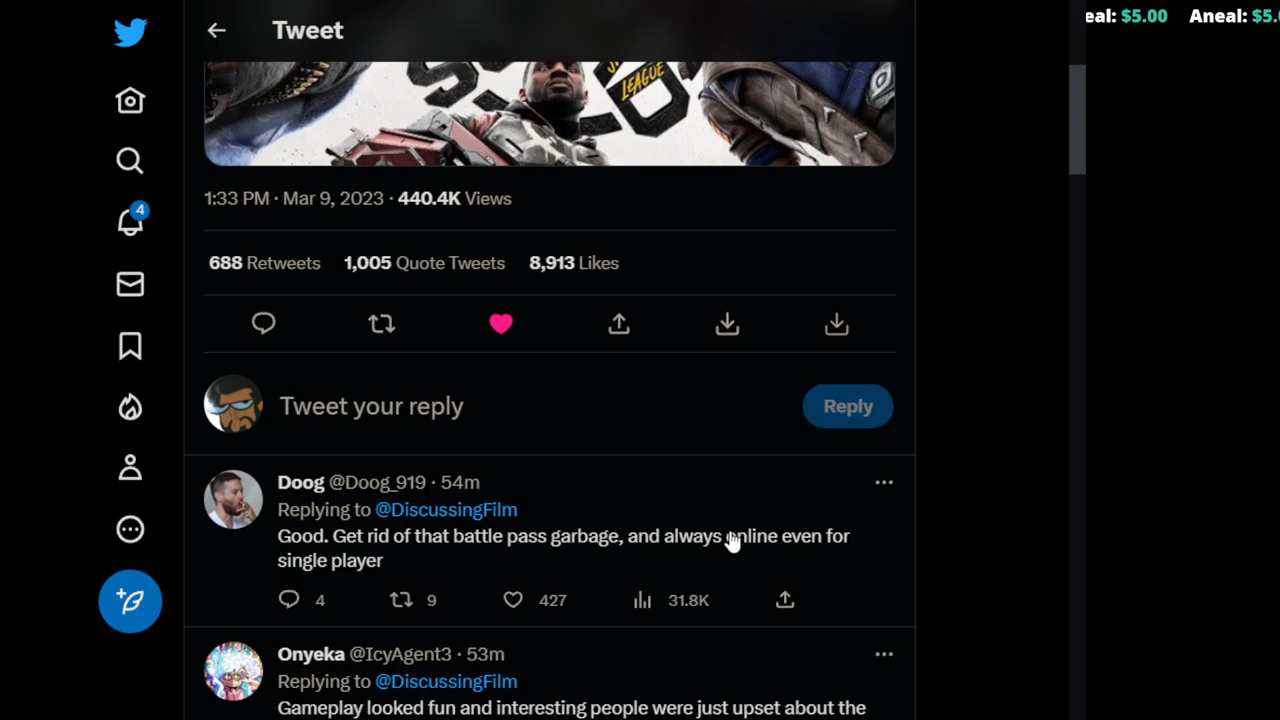 eal: $5.00 Aneal: $5.
Tweet
LEAGUE
1:33 PM · Mar 9, 2023 · 440.4K Views
688 Retweets 1,005 Quote Tweets 8,913 Likes
4
Tweet your reply
Reply
Doog @Doog_919 · 54m
Replying to @DiscussingFilm
Good. Get rid of that battle pass garbage, and always online even for
single player
4 9 427 31.8K
Onyeka @IcyAgent3 · 53m
Replying to @DiscussingFilm
Gameplay looked fun and interesting people were just upset about the